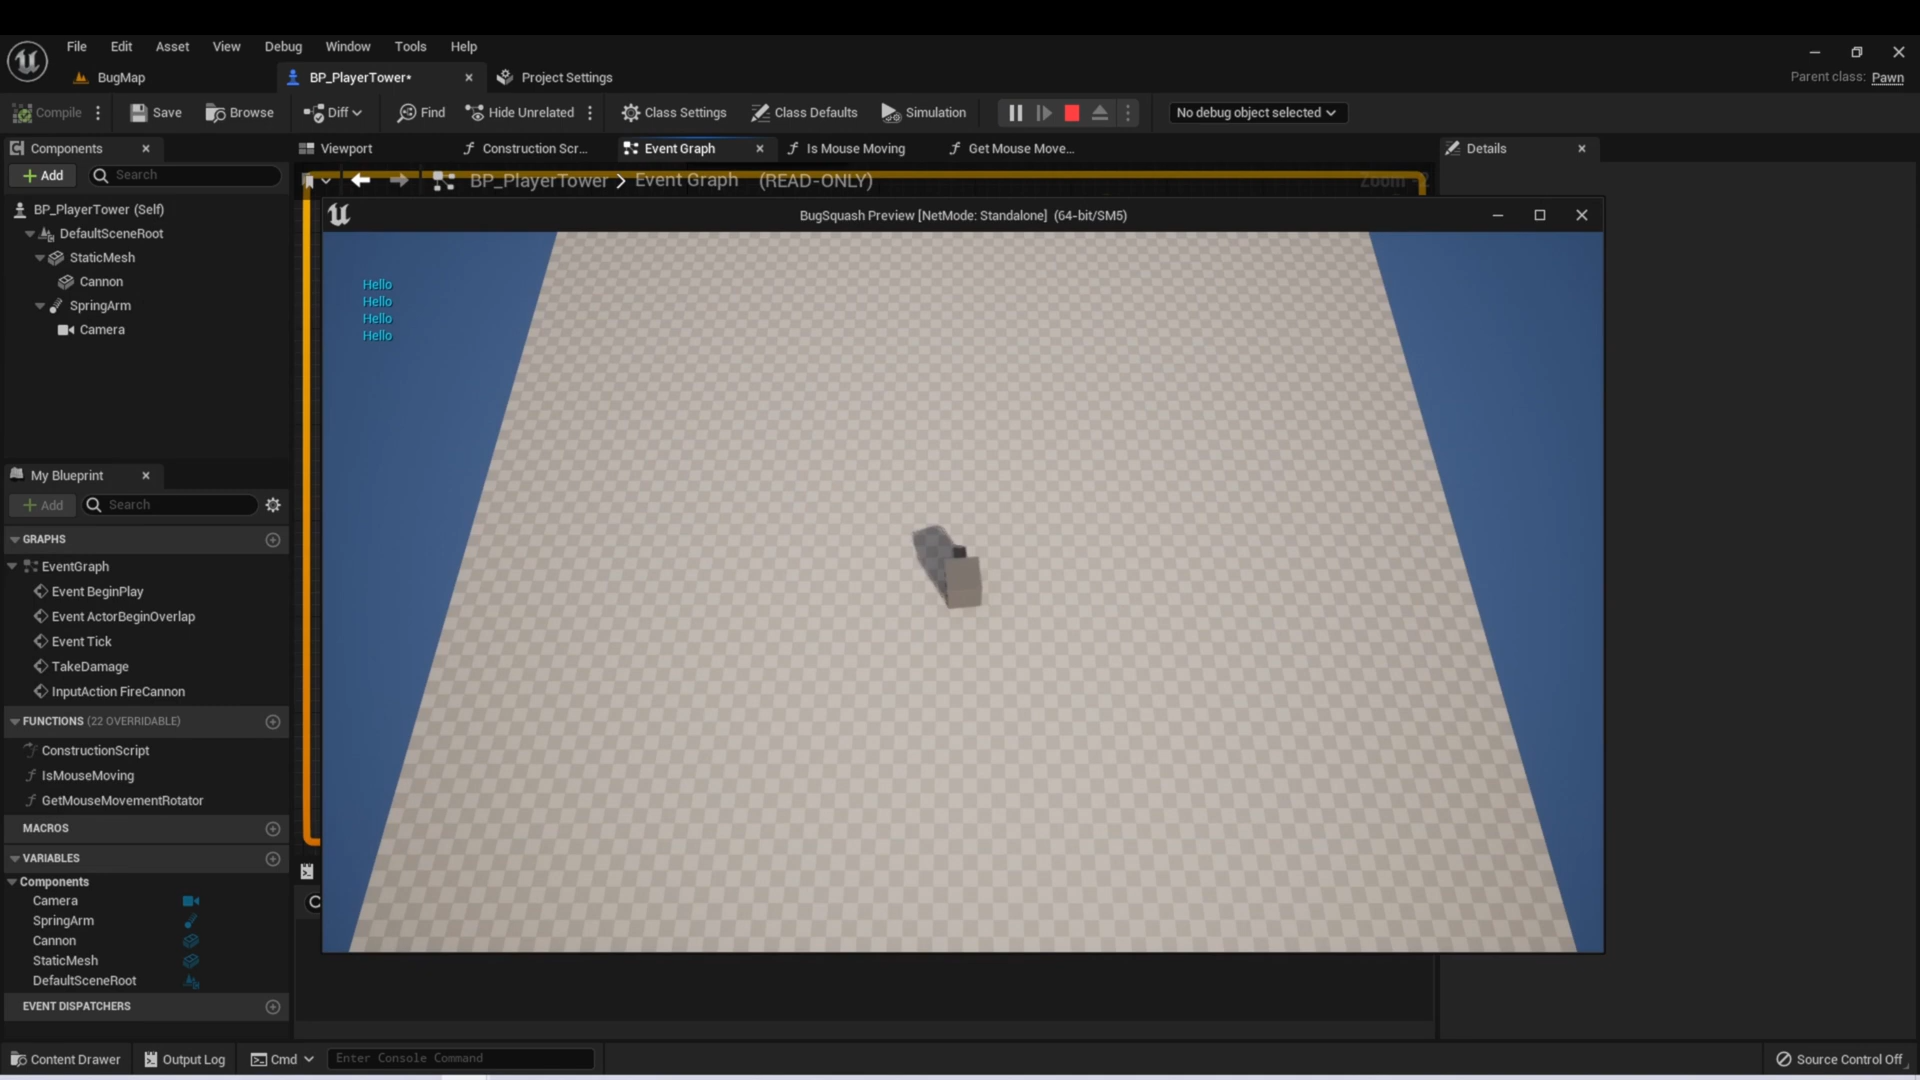 File Edit Asset View Debug Window Tools Help
BugMap BP_PlayerTower* Project Settings Parent class: Pawn
Compile Save Browse Diff Find Hide Unrelated Class Settings Class Defaults Simulation No debug object selected
Components Viewport Construction Scr... Event Graph Is Mouse Moving Get Mouse Move... Details
Add Search BP_PlayerTower > Event Graph (READ-ONLY) Zoom -2
BP_PlayerTower (Self) BugSquash Preview [NetMode: Standalone] (64-bit/SM5)
DefaultSceneRoot
StaticMesh
Cannon
SpringArm
Camera
Hello
Hello
Hello
Hello
My Blueprint
Add Search
GRAPHS
EventGraph
Event BeginPlay
Event ActorBeginOverlap
Event Tick
TakeDamage
InputAction FireCannon
FUNCTIONS (22 OVERRIDABLE)
ConstructionScript
IsMouseMoving
GetMouseMovementRotator
MACROS
VARIABLES
Components
Camera
SpringArm
Cannon
StaticMesh
DefaultSceneRoot
EVENT DISPATCHERS
Content Drawer Output Log Cmd Enter Console Command Source Control Off